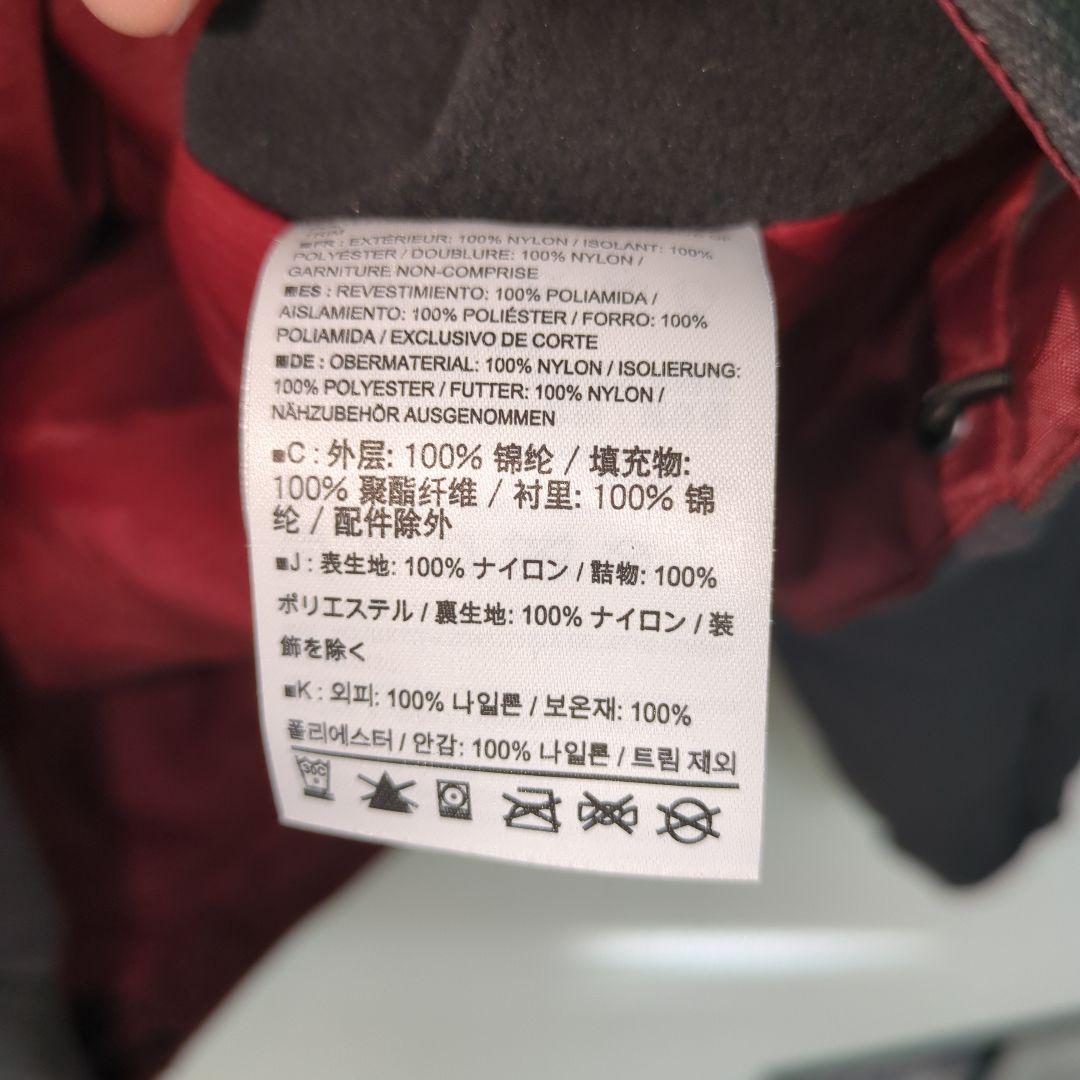 TRIM
■FR : EXTÉRIEUR: 100% NYLON / ISOLANT: 100%
POLYESTER / DOUBLURE: 100% NYLON /
GARNITURE NON-COMPRISE
■ES : REVESTIMIENTO: 100% POLIAMIDA /
AISLAMIENTO: 100% POLIÉSTER / FORRO: 100%
POLIAMIDA / EXCLUSIVO DE CORTE
■DE : OBERMATERIAL: 100% NYLON / ISOLIERUNG:
100% POLYESTER / FUTTER: 100% NYLON /
NÄHZUBEHÖR AUSGENOMMEN
■C : 外层: 100% 锦纶 / 填充物:
100% 聚酯纤维 / 衬里: 100% 锦
纶 / 配件除外
■J : 表生地: 100% ナイロン / 詰物: 100%
ポリエステル / 裏生地: 100% ナイロン / 装
飾を除く
■K : 외피: 100% 나일론 / 보온재: 100%
폴리에스터 / 안감: 100% 나일론 / 트림 제외
30C